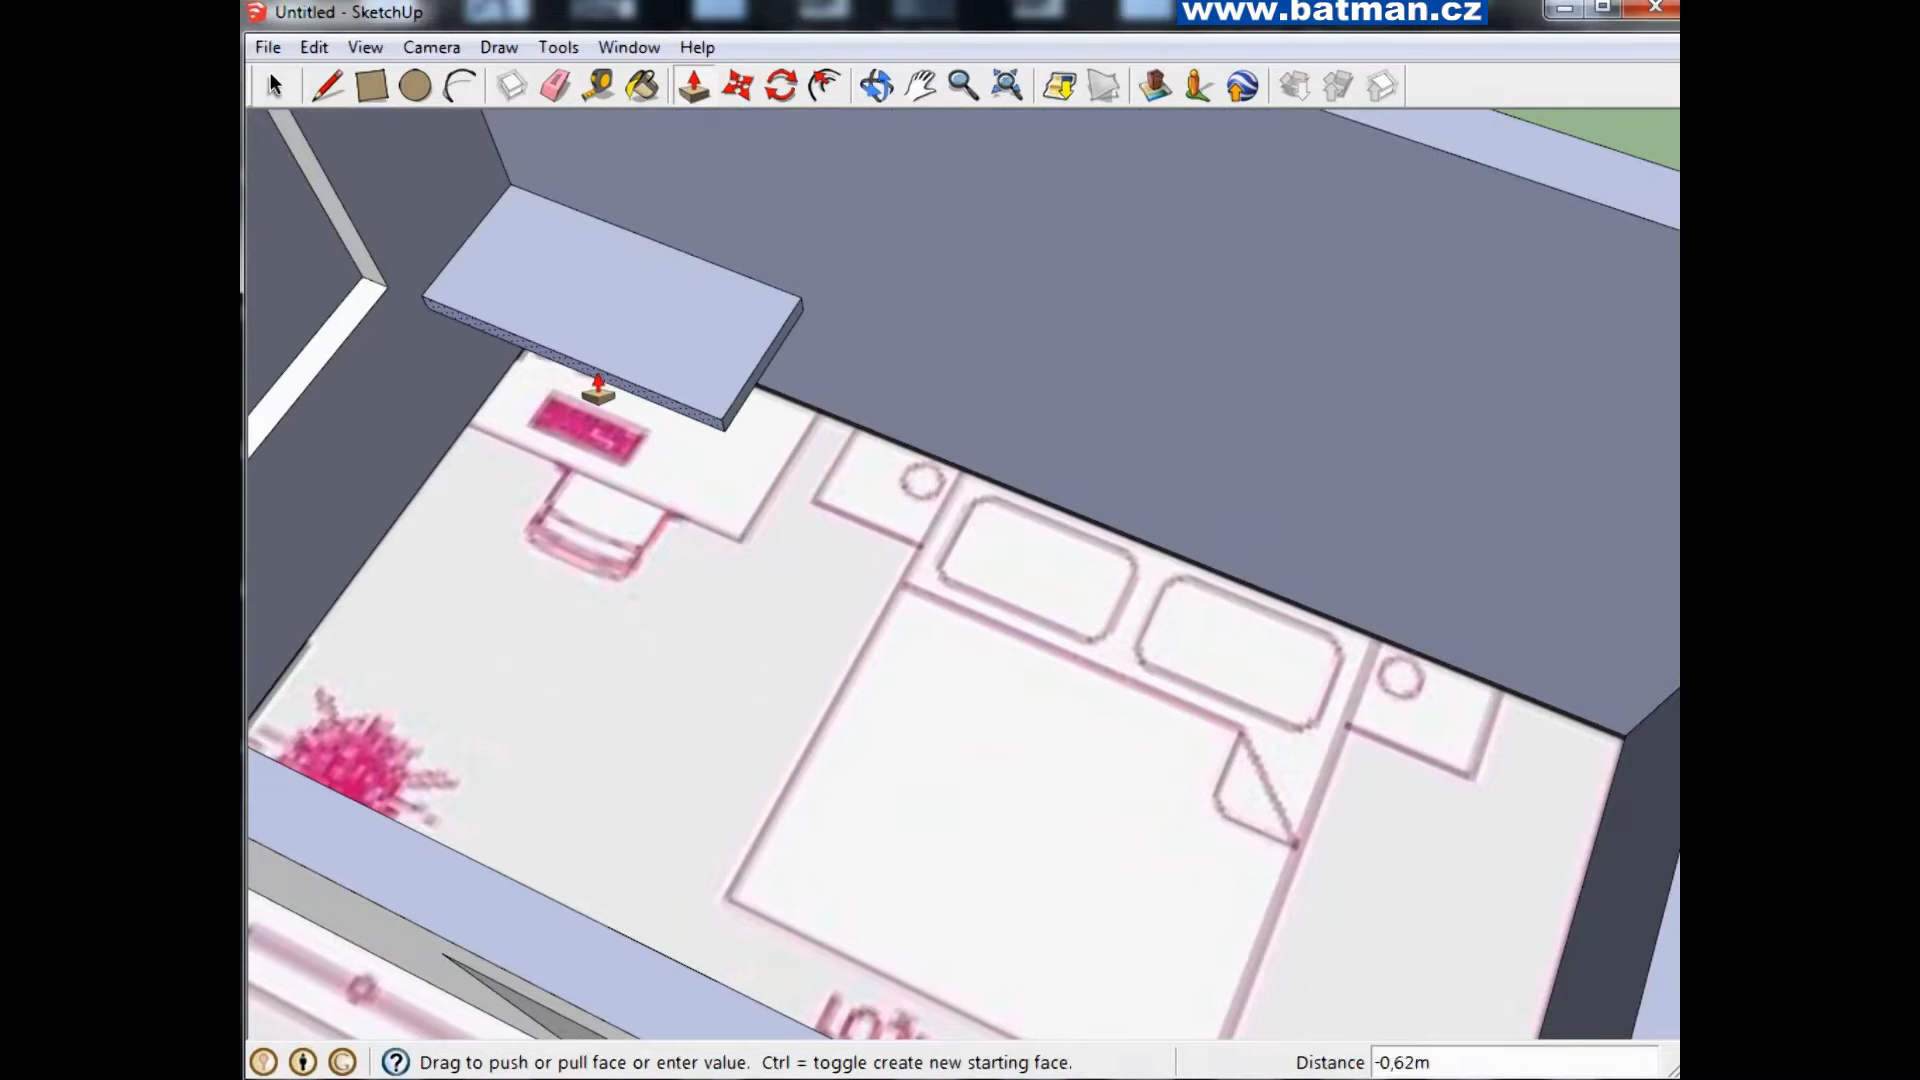 Untitled - SketchUp
www.batman.cz
File Edit View Camera Draw Tools Window Help
Drag to push or pull face or enter value. Ctrl = toggle create new starting face.
Distance -0,62m